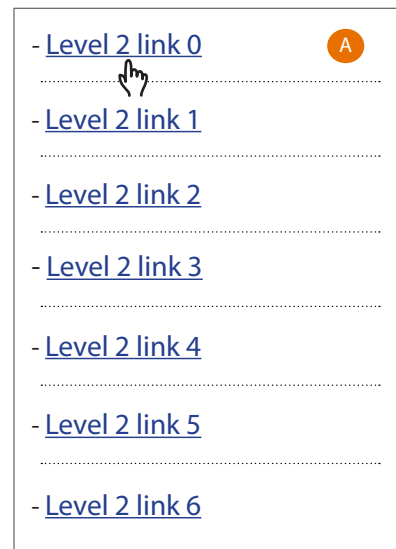 - Level 2 link 0 A
- Level 2 link 1
- Level 2 link 2
- Level 2 link 3
- Level 2 link 4
- Level 2 link 5
- Level 2 link 6